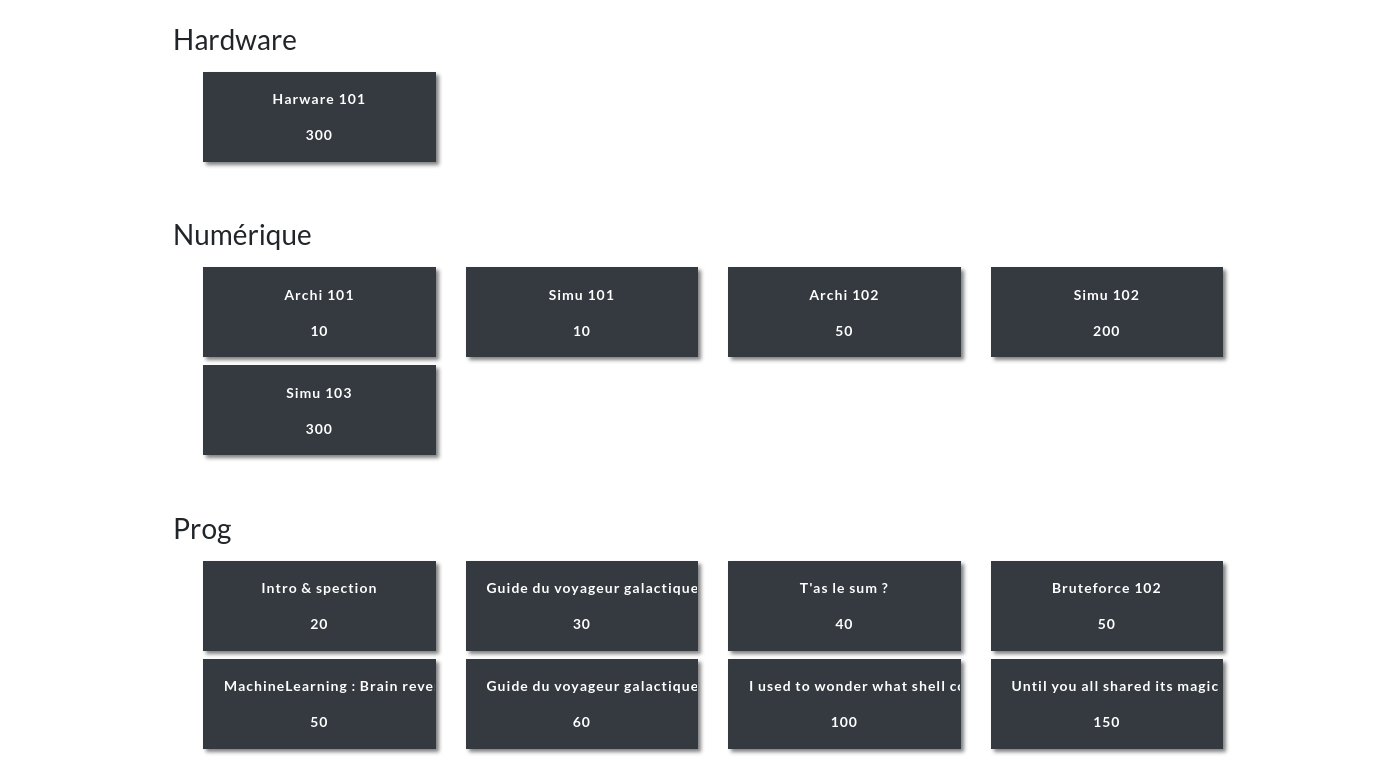 Hardware
Harware 101
300
Numérique
Archi 101
10
Simu 101
10
Archi 102
50
Simu 102
200
Simu 103
300
Prog
Intro & spection
20
Guide du voyageur galactique
30
T'as le sum ?
40
Bruteforce 102
50
MachineLearning : Brain reve
50
Guide du voyageur galactique
60
I used to wonder what shell
100
Until you all shared its magic
150